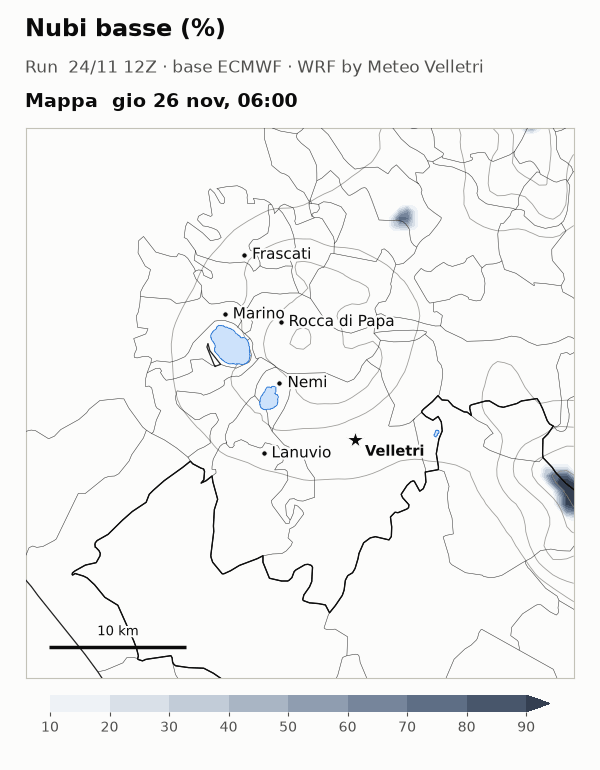 Nubi basse (%)
Run  24/11 12Z · base ECMWF · WRF by Meteo Velletri
Mappa  gio 26 nov, 06:00
Frascati
Marino
Rocca di Papa
Nemi
Velletri
Lanuvio
10 km
10 20 30 40 50 60 70 80 90